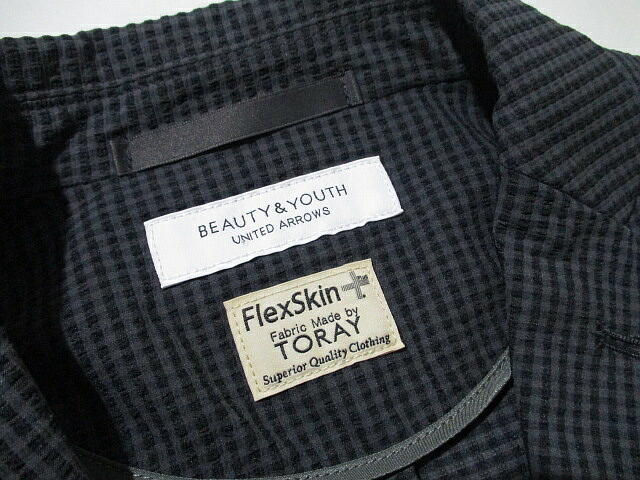 BEAUTY&YOUTH
UNITED ARROWS
FlexSkin+
Fabric Made by
TORAY
Superior Quality Clothing